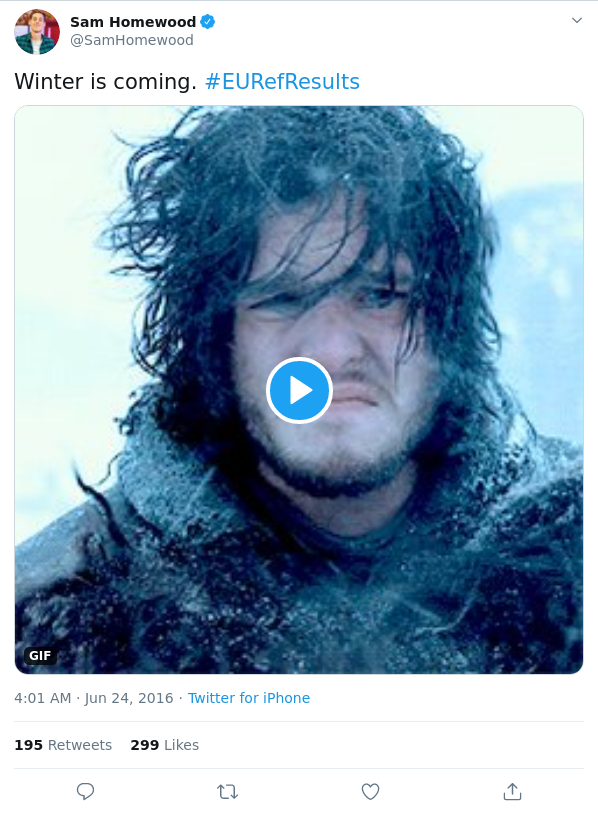 Sam Homewood
@SamHomewood
Winter is coming. #EURefResults
GIF
4:01 AM · Jun 24, 2016 · Twitter for iPhone
195 Retweets 299 Likes